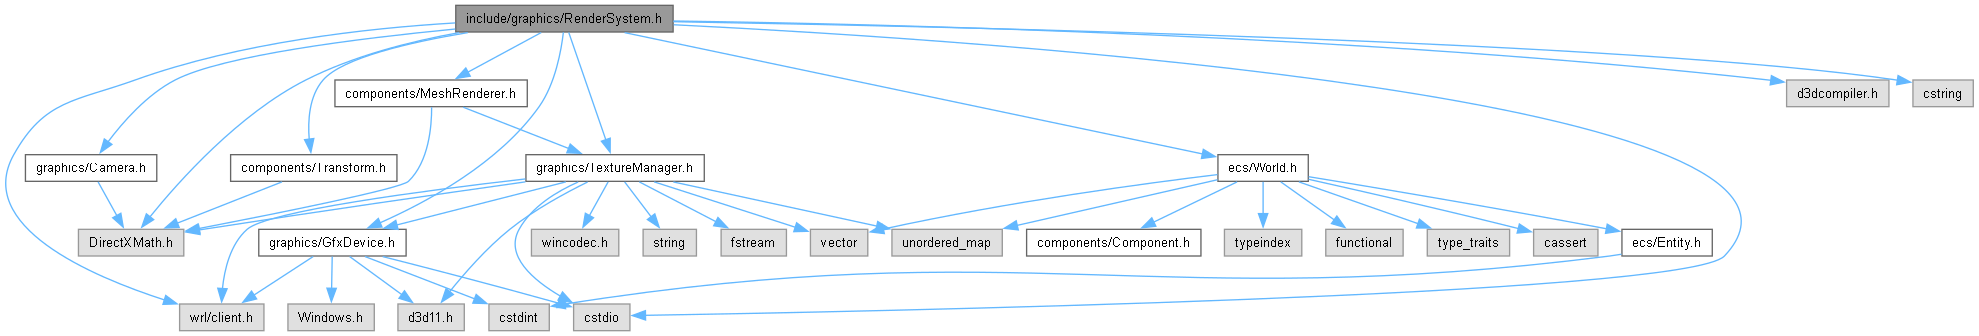 include/graphics/RenderSystem.h
components/MeshRenderer.h
d3dcompiler.h
cstring
graphics/Camera.h
components/Transform.h
graphics/TextureManager.h
ecs/World.h
DirectXMath.h
graphics/GfxDevice.h
wincodec.h
string
fstream
vector
unordered_map
components/Component.h
typeindex
functional
type_traits
cassert
ecs/Entity.h
wrl/client.h
Windows.h
d3d11.h
cstdint
cstdio